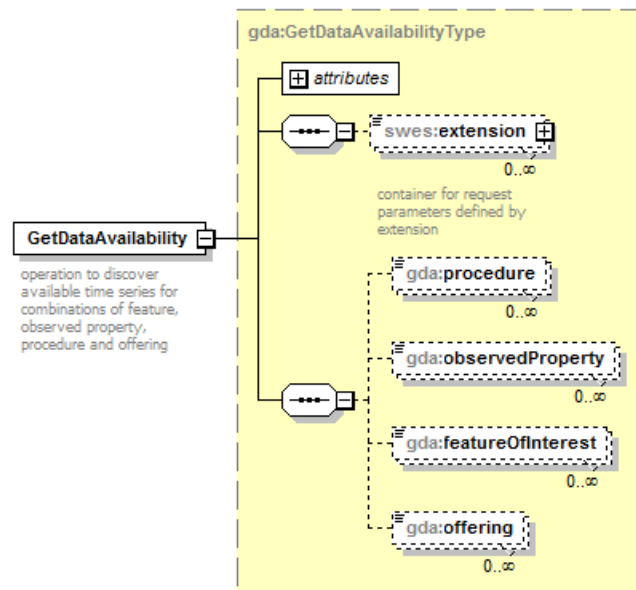 gda:GetDataAvailabilityType
attributes
swes:extension
0..∞
container for request
parameters defined by
extension
GetDataAvailability
operation to discover
available time series for
combinations of feature,
observed property,
procedure and offering
gda:procedure
0..∞
gda:observedProperty
0..∞
gda:featureOfInterest
0..∞
gda:offering
0..∞